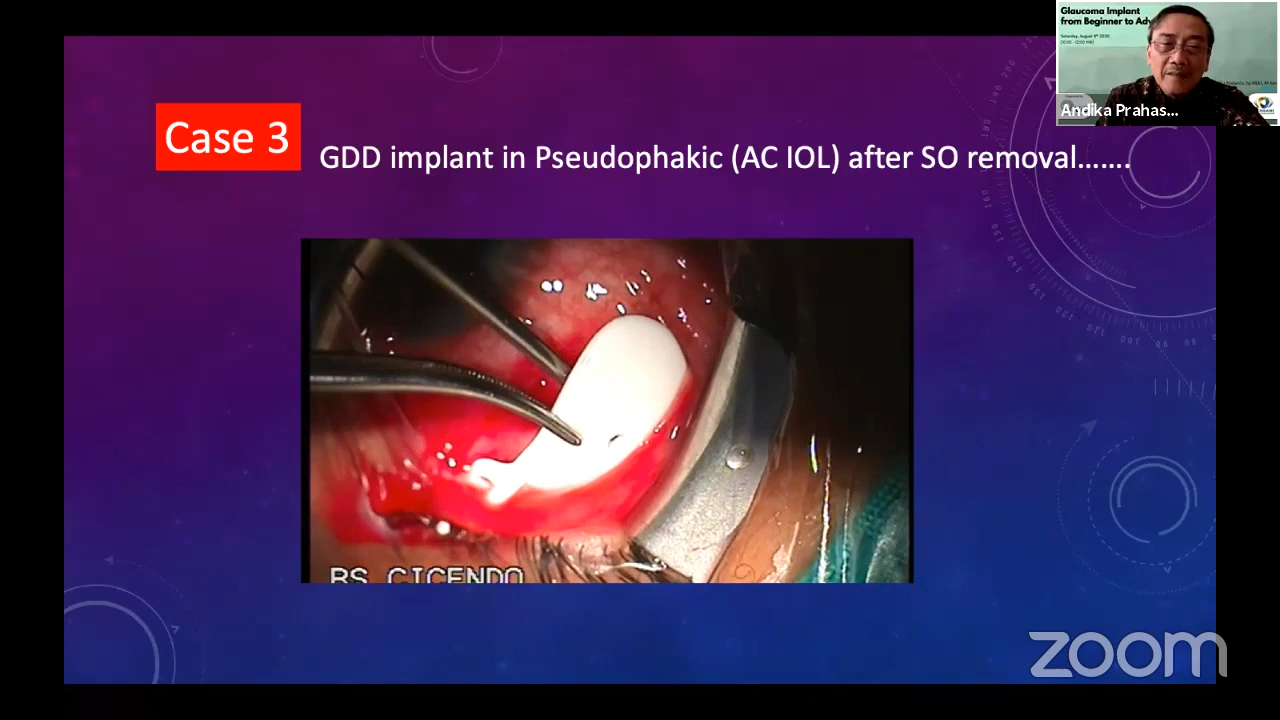 Case 3
GDD implant in Pseudophakic (AC IOL) after SO removal.......
RS CICENDO
Glaucoma Implant
from Beginner to Adv
Andika Prahas...
zoom